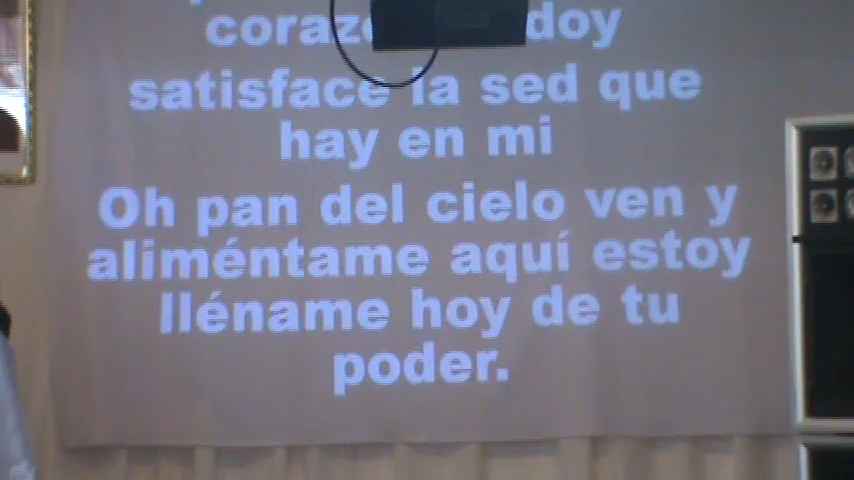 doy
satisface la sed que
hay en mi
Oh pan del cielo ven y
aliméntame aquí estoy
lléname hoy de tu
poder.